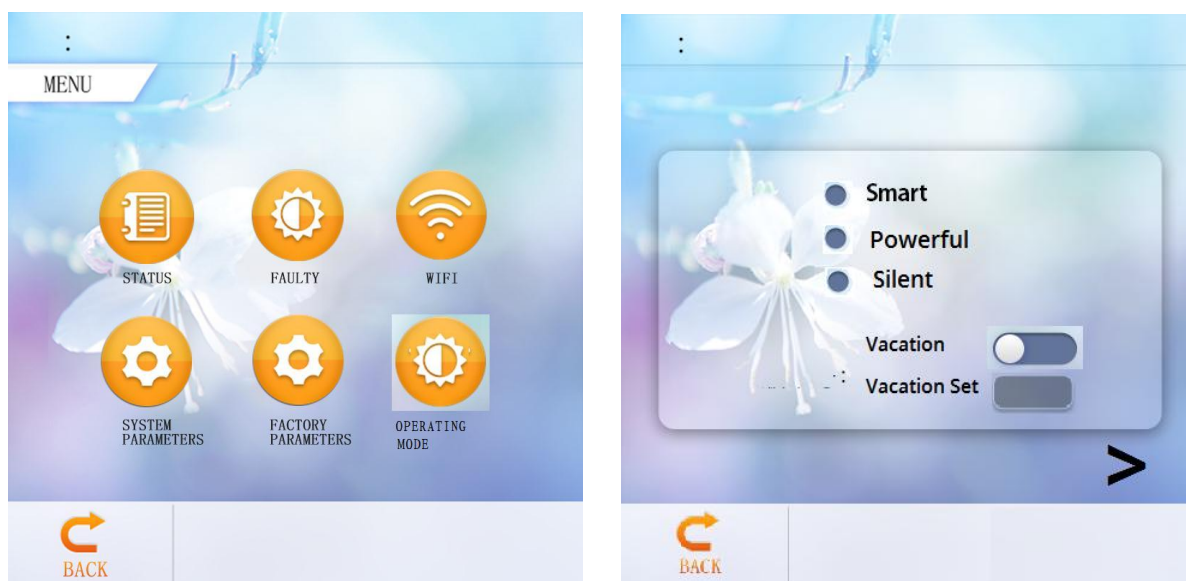 :
MENU
STATUS
FAULTY
WIFI
SYSTEM
PARAMETERS
FACTORY
PARAMETERS
OPERATING
MODE
BACK
:
Smart
Powerful
Silent
Vacation
Vacation Set
>
BACK